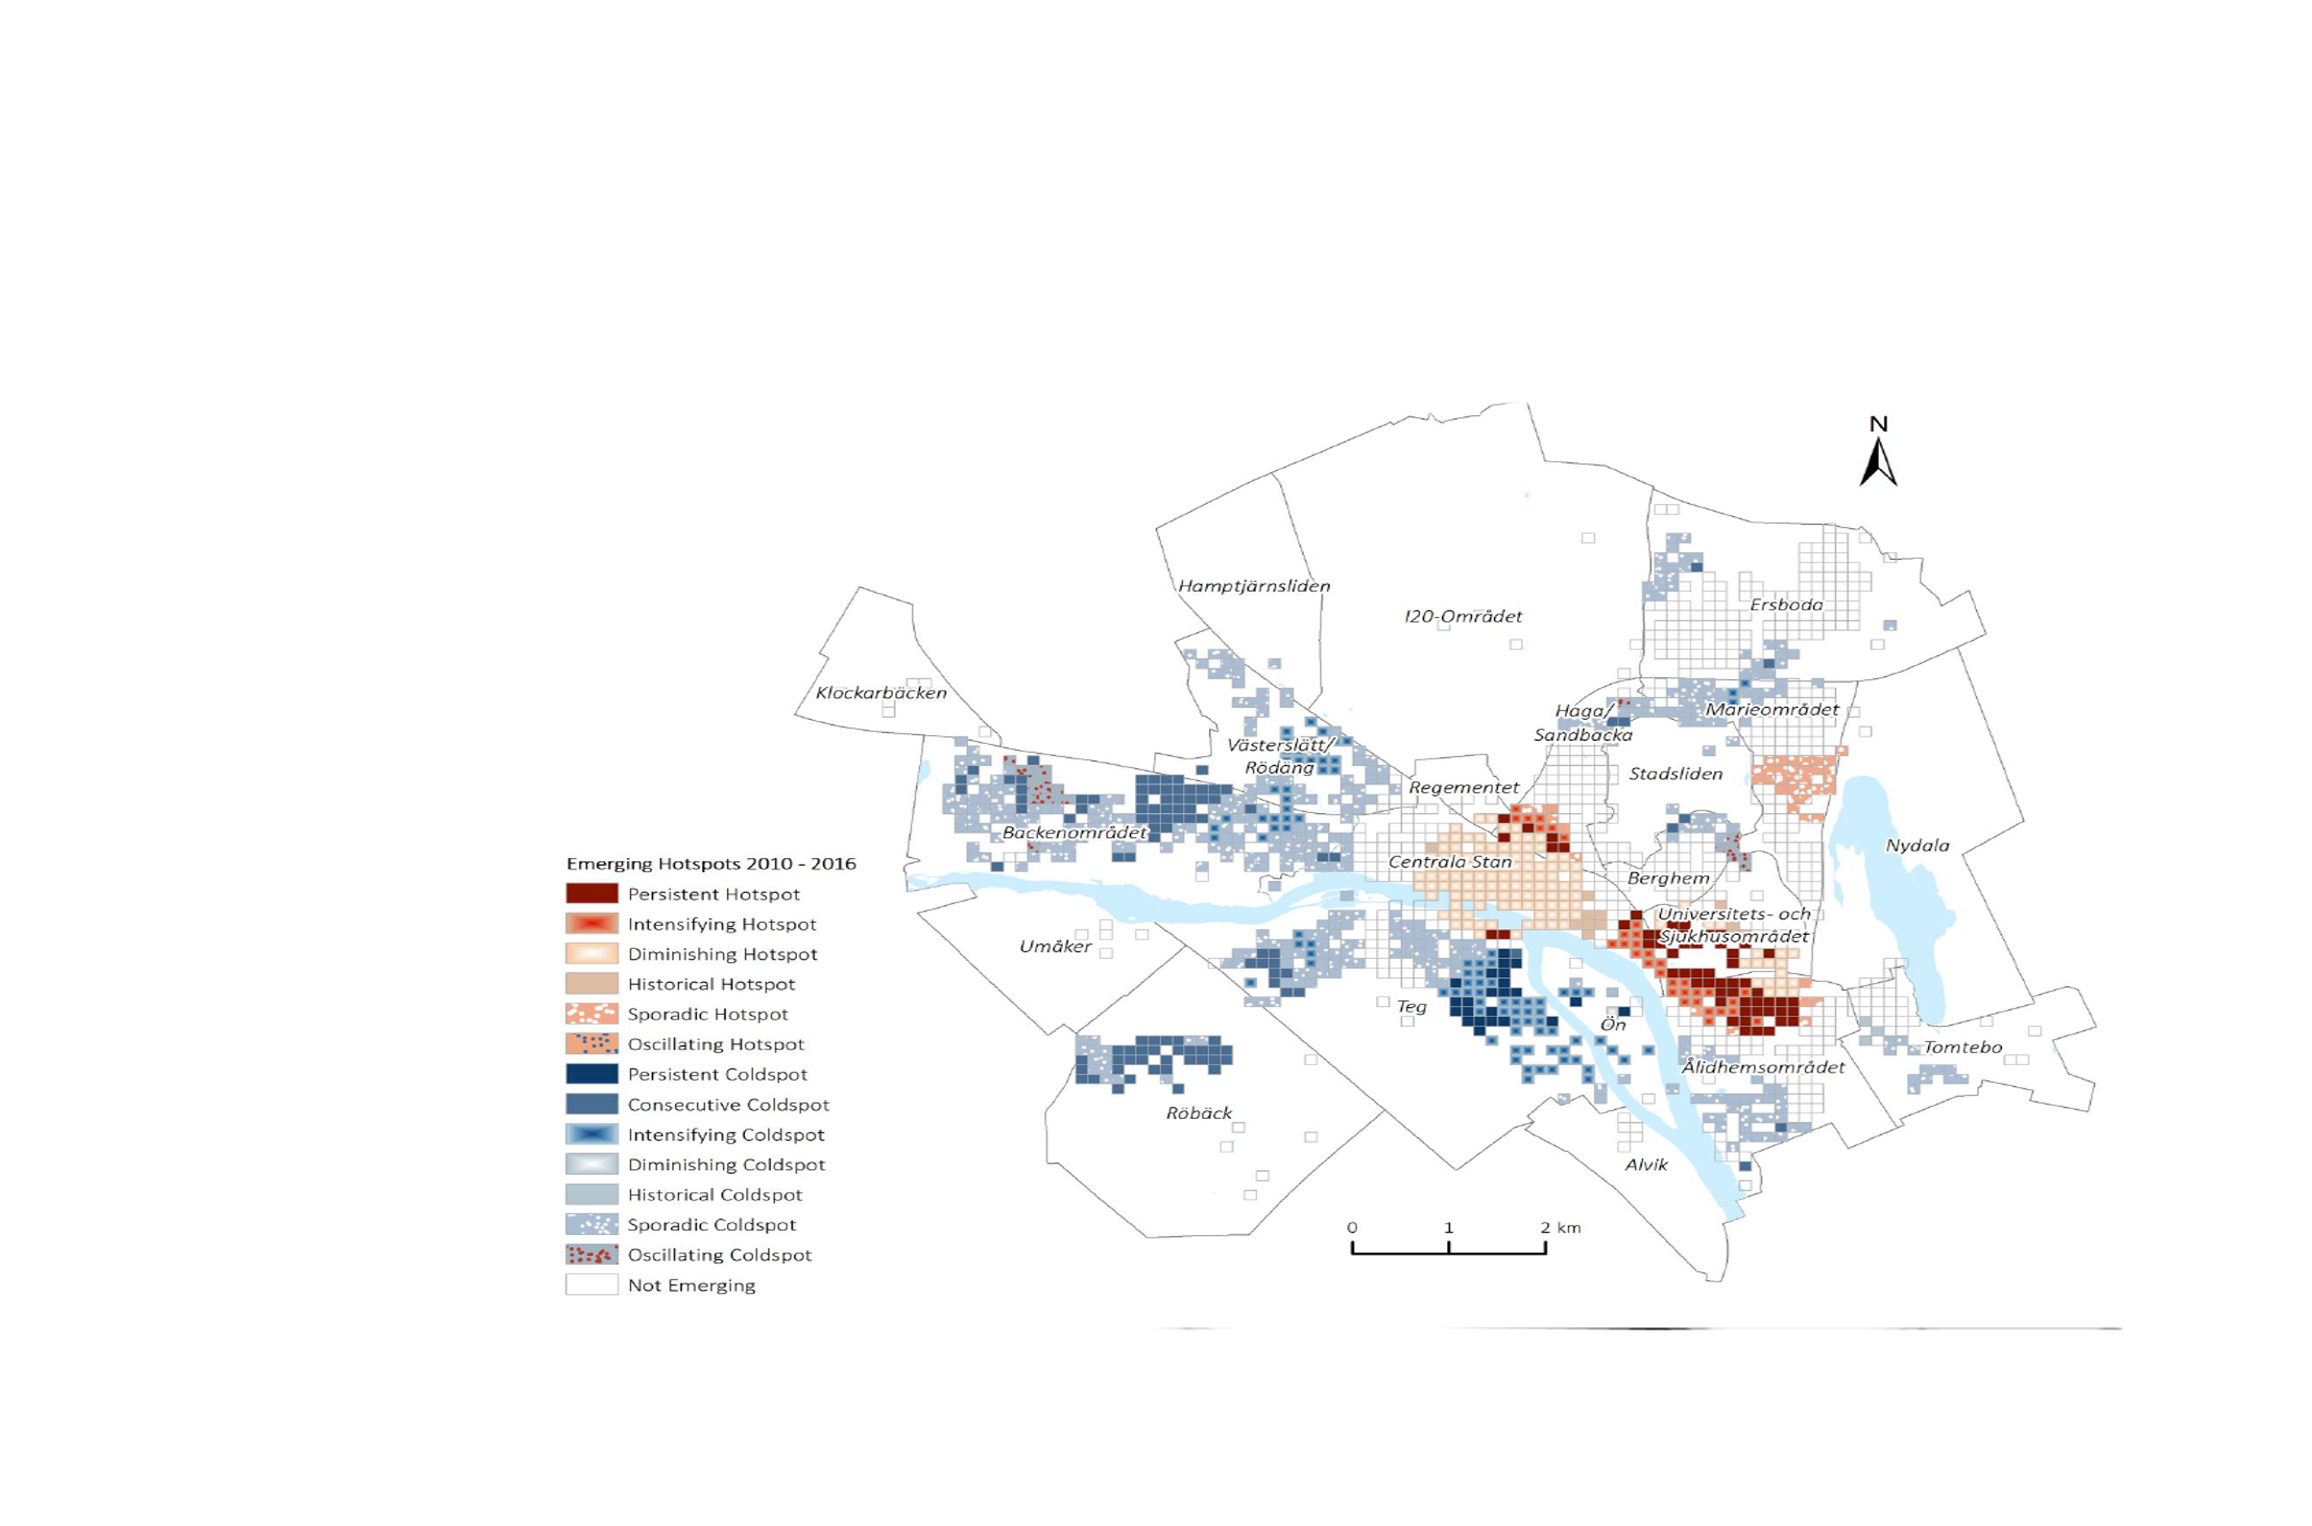 N
Hamptjärnsliden
I20-Området
Ersboda
Klockarbäcken
Haga/
Sandbacka
Marieområdet
Västerslätt/
Rödäng
Stadsliden
Regementet
Backenområdet
Centrala Stan
Nydala
Berghem
Universitets- och
Sjukhusområdet
Umåker
Teg
Ön
Tomtebo
Ålidhemsområdet
Röbäck
Alvik
0 1 2 km
Emerging Hotspots 2010 - 2016
Persistent Hotspot
Intensifying Hotspot
Diminishing Hotspot
Historical Hotspot
Sporadic Hotspot
Oscillating Hotspot
Persistent Coldspot
Consecutive Coldspot
Intensifying Coldspot
Diminishing Coldspot
Historical Coldspot
Sporadic Coldspot
Oscillating Coldspot
Not Emerging